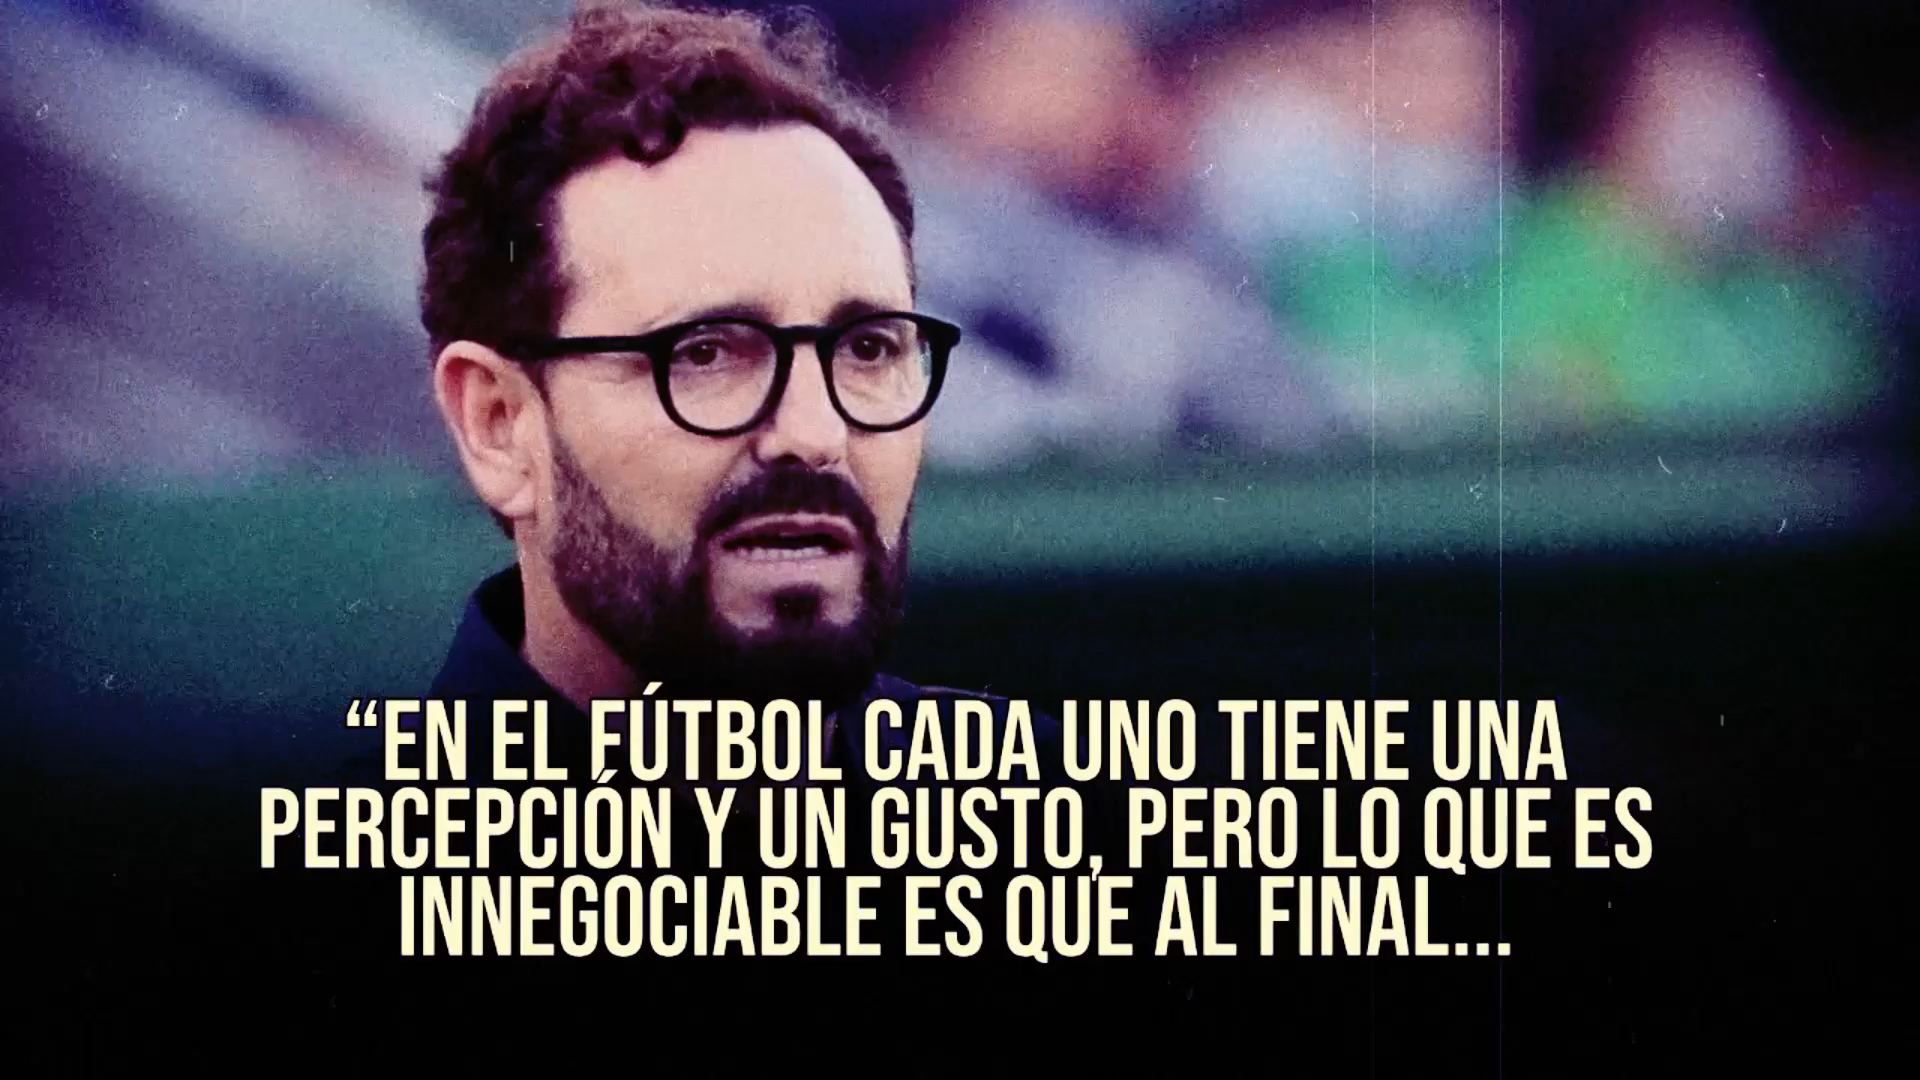 “EN EL FÚTBOL CADA UNO TIENE UNA
PERCEPCIÓN Y UN GUSTO, PERO LO QUE ES
INNEGOCIABLE ES QUE AL FINAL...